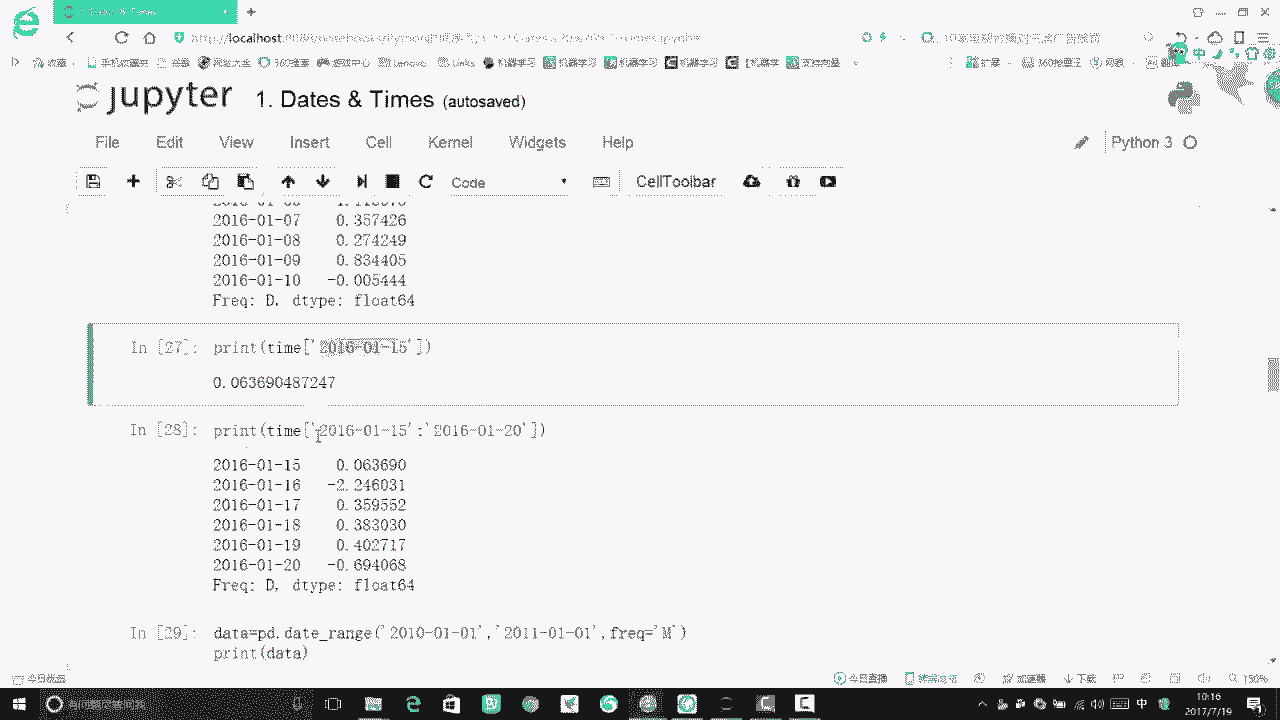 jupyter 1. Dates & Times (autosaved)
File Edit View Insert Cell Kernel Widgets Help
Python 3
Code
CellToolbar
2016-01-07 0.357426
2016-01-08 0.274249
2016-01-09 0.834405
2016-01-10 -0.005444
Freq: D, dtype: float64
In [27]: print(time['2016-01-15'])
0.063690487247
In [28]: print(time['2016-01-15':'2016-01-20'])
2016-01-15 0.063690
2016-01-16 -2.246031
2016-01-17 0.359552
2016-01-18 0.383030
2016-01-19 0.402717
2016-01-20 -0.694068
Freq: D, dtype: float64
In [29]: data=pd.date_range('2010-01-01','2011-01-01',freq='M')
print(data)
10:16
2017/7/19